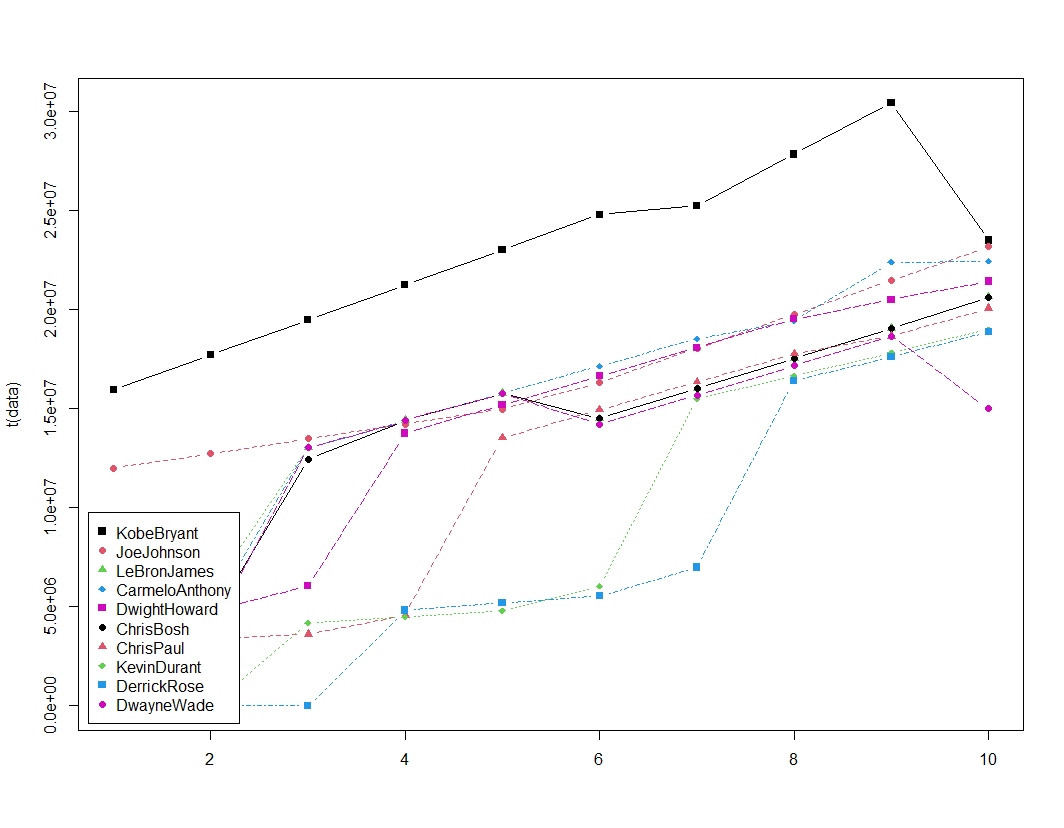 3.0e+07
2.5e+07
2.0e+07
1.5e+07
1.0e+07
5.0e+06
0.0e+00
t(data)
KobeBryant
JoeJohnson
LeBronJames
CarmeloAnthony
DwightHoward
ChrisBosh
ChrisPaul
KevinDurant
DerrickRose
DwayneWade
2 4 6 8 10